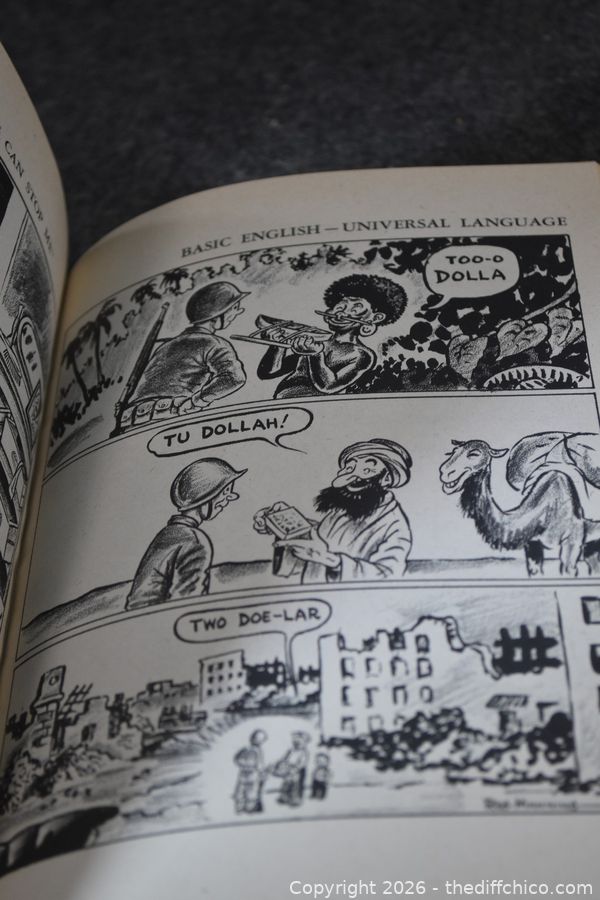 CAN STOP
BASIC ENGLISH — UNIVERSAL LANGUAGE
TOO-O
DOLLA
TU DOLLAH!
TWO DOE-LAR
Copyright 2026 - thediffchico.com